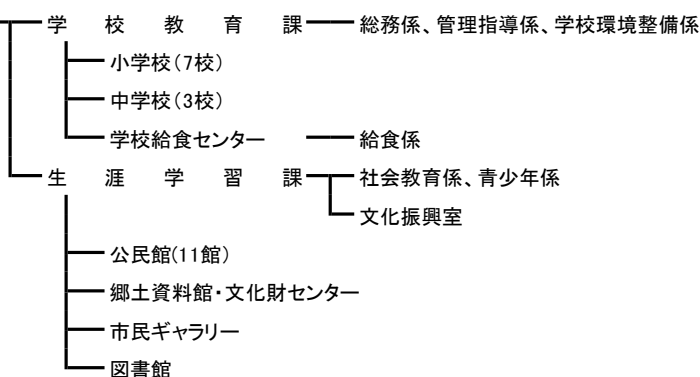 学校教育課 総務係、管理指導係、学校環境整備係
小学校（7校）
中学校（3校）
学校給食センター 給食係
生涯学習課 社会教育係、青少年係
文化振興室
公民館(11館）
郷土資料館・文化財センター
市民ギャラリー
図書館